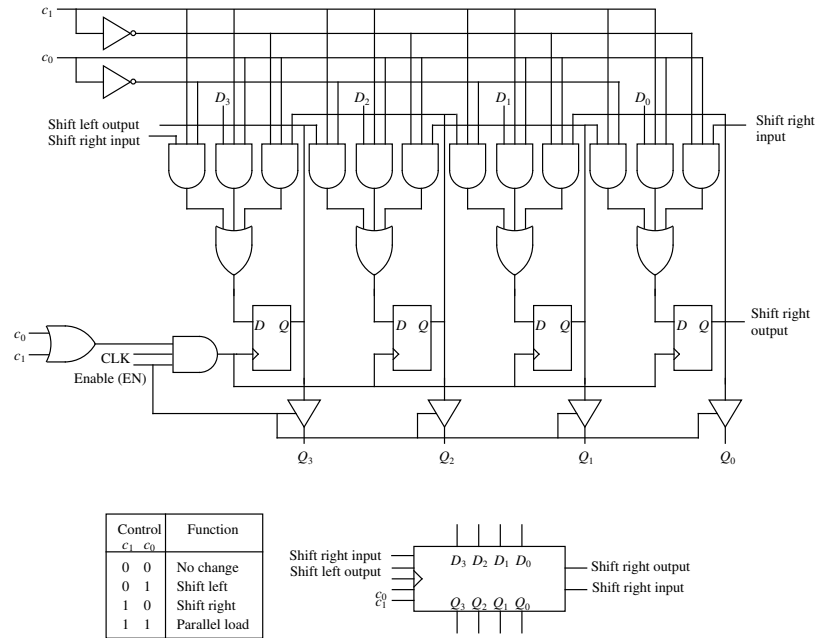 c1
c0
D3 D2 D1 D0
Shift left output
Shift right input
Shift right
input
D Q D Q D Q D Q
Shift right
output
c0
c1
CLK
Enable (EN)
Q3 Q2 Q1 Q0
Control Function
c1 c0
0 0 No change
0 1 Shift left
1 0 Shift right
1 1 Parallel load
Shift right input
Shift left output
c0
c1
D3 D2 D1 D0
Q3 Q2 Q1 Q0
Shift right output
Shift right input